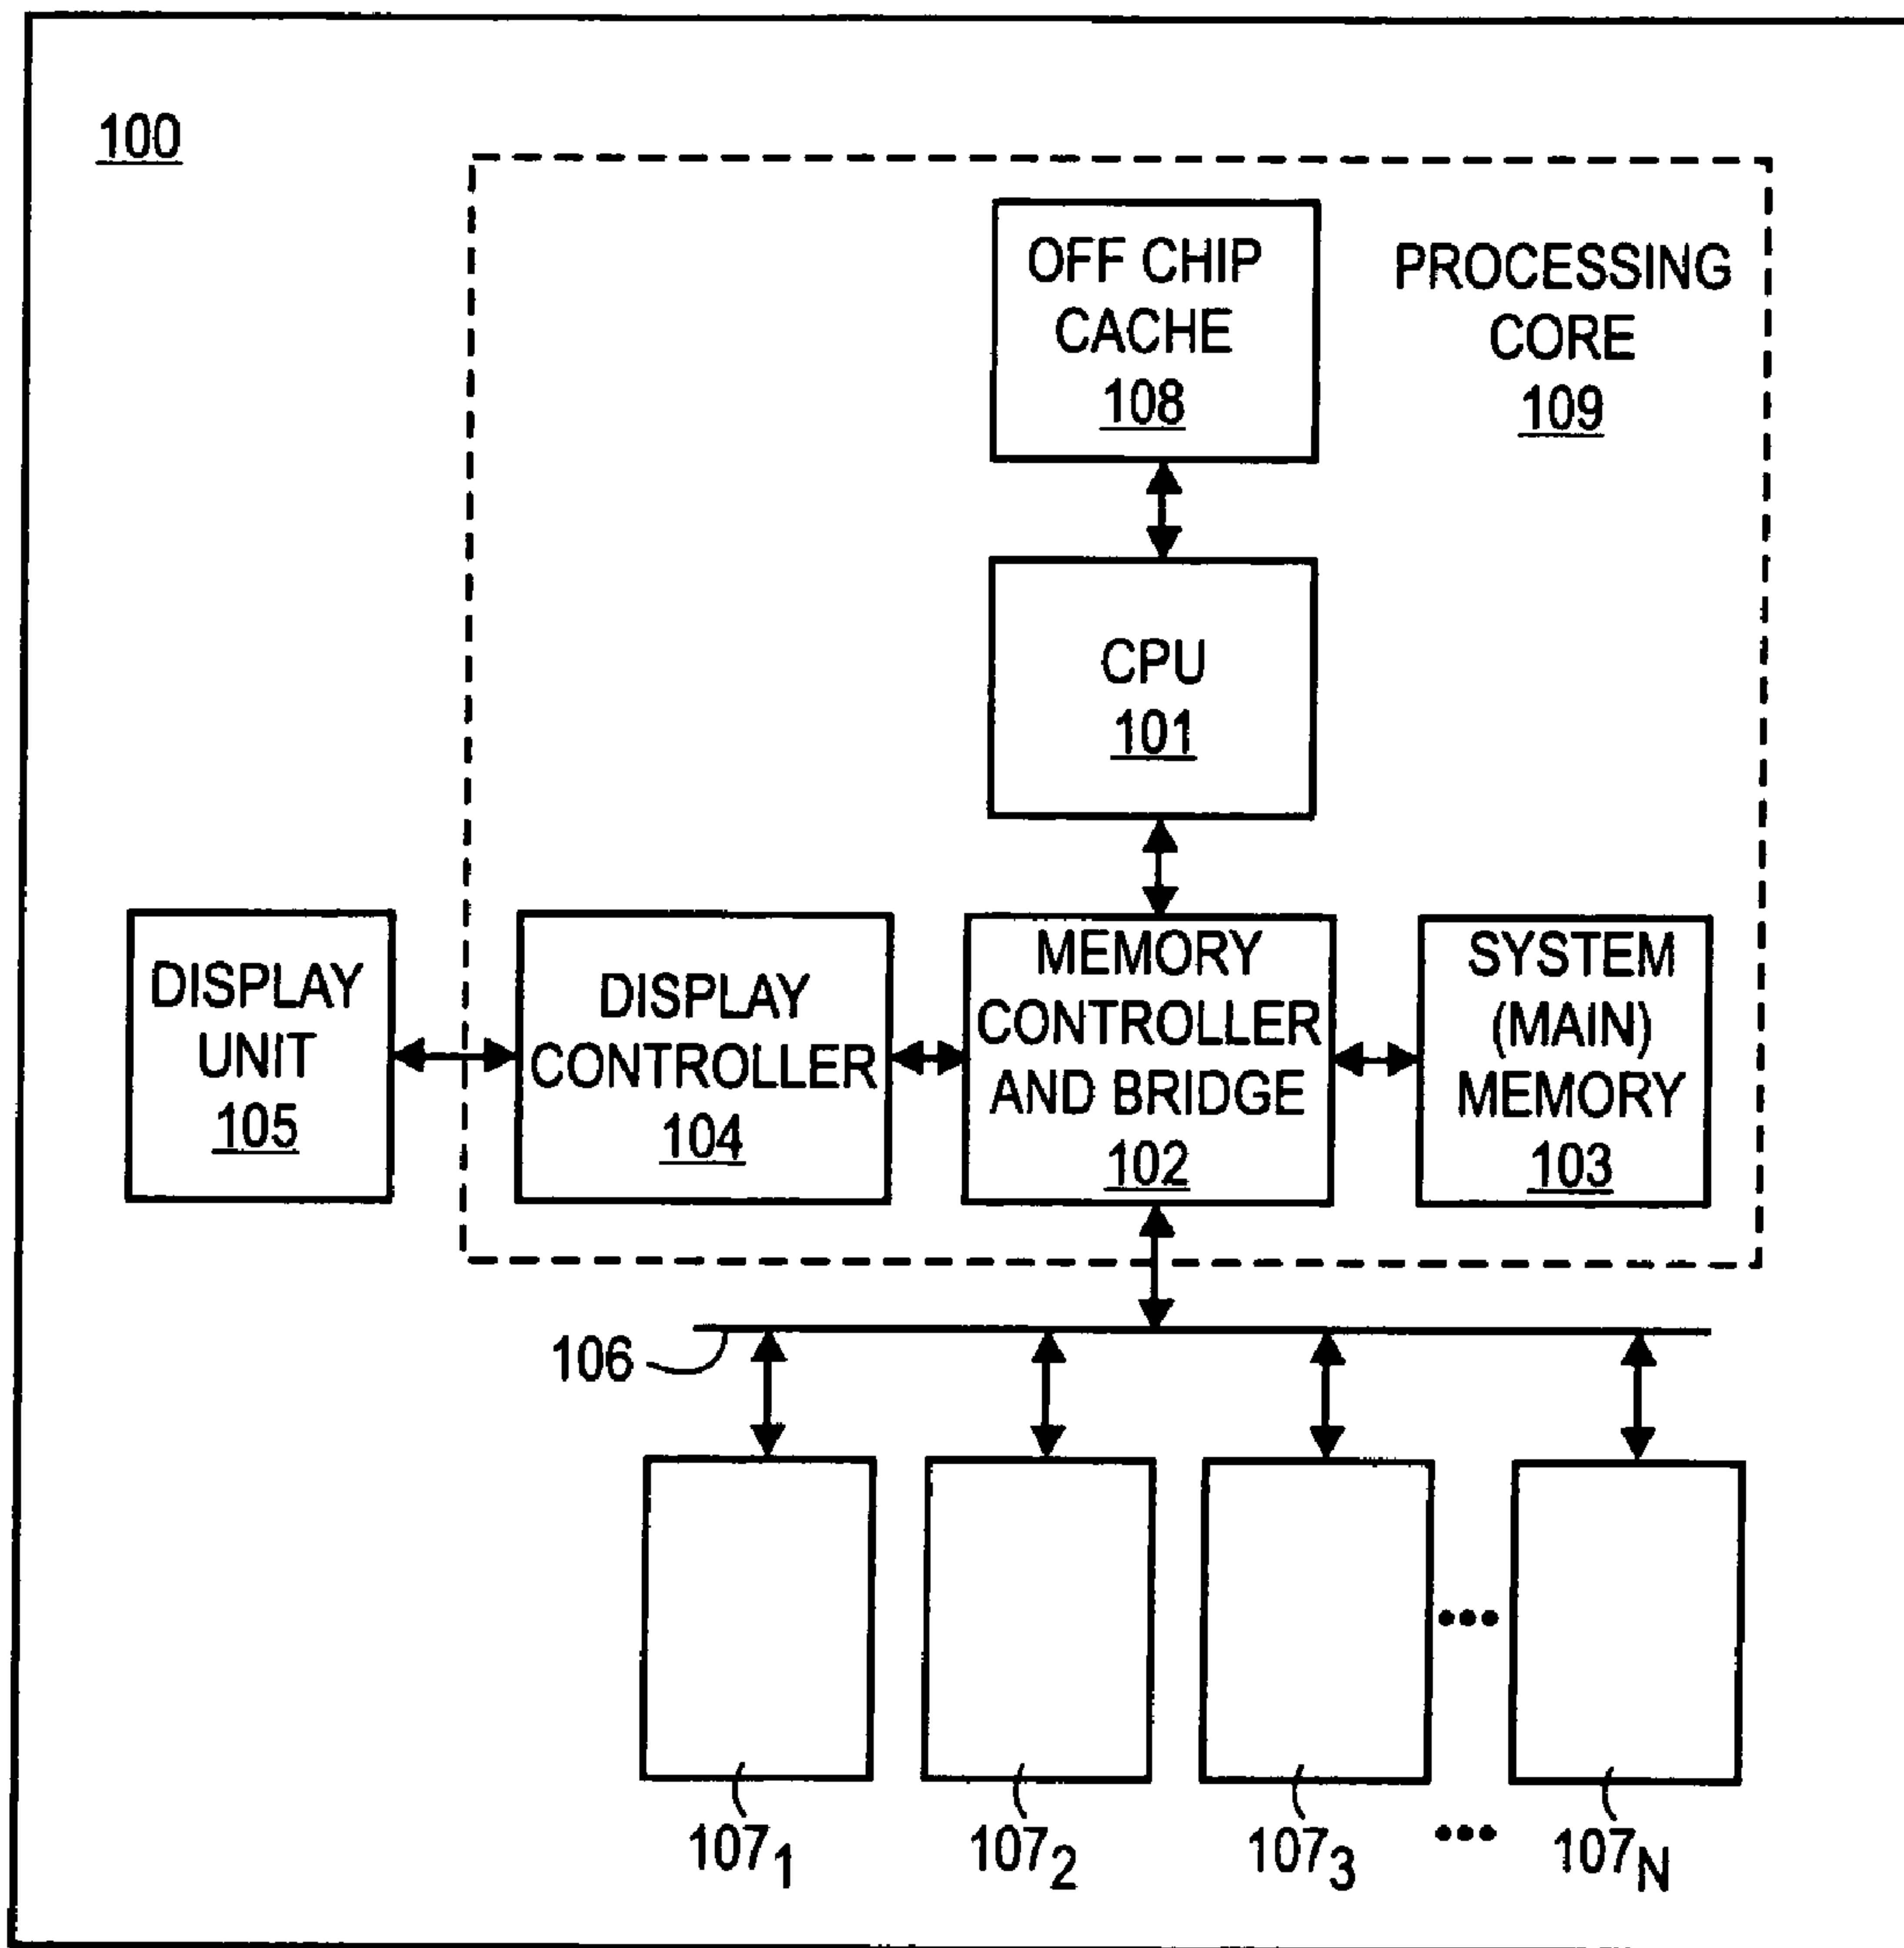 100
OFF CHIP
CACHE
108
PROCESSING
CORE
109
CPU
101
DISPLAY
UNIT
105
DISPLAY
CONTROLLER
104
MEMORY
CONTROLLER
AND BRIDGE
102
SYSTEM
(MAIN)
MEMORY
103
106
•••
107₁ 107₂ 107₃ ••• 107N